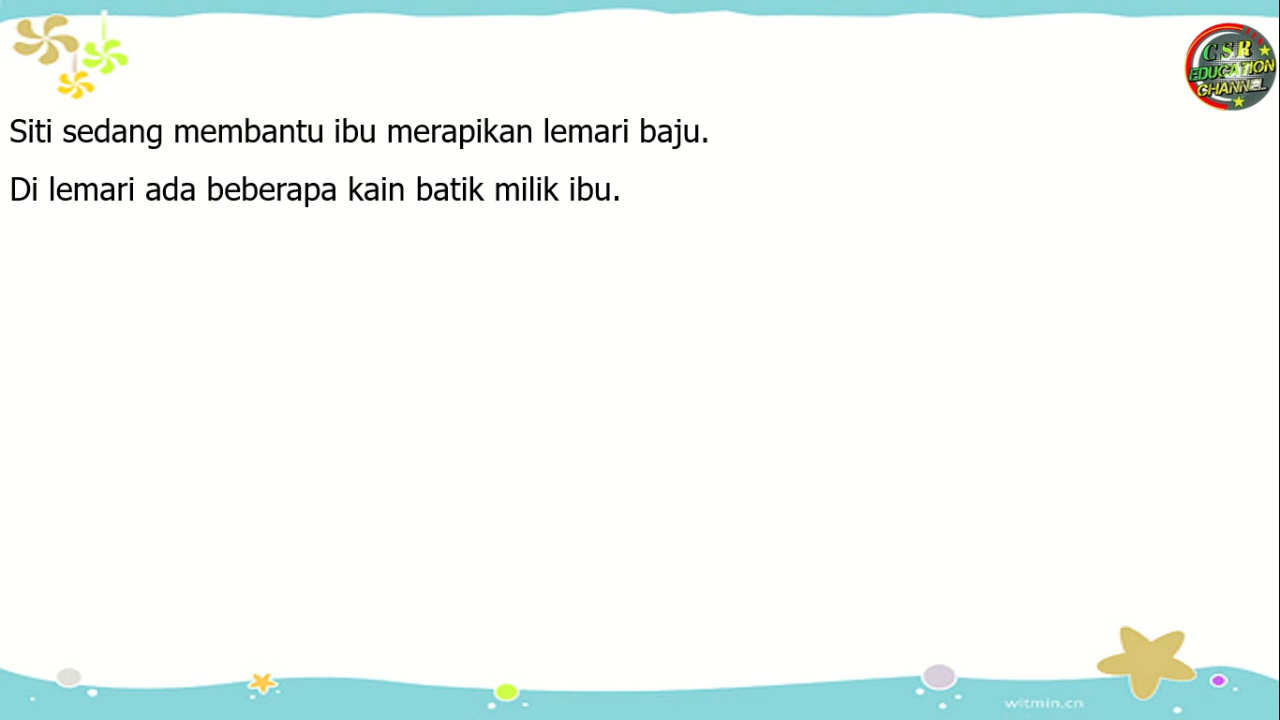 CSR
EDUCATION
CHANNEL
Siti sedang membantu ibu merapikan lemari baju.
Di lemari ada beberapa kain batik milik ibu.
witmin.cn